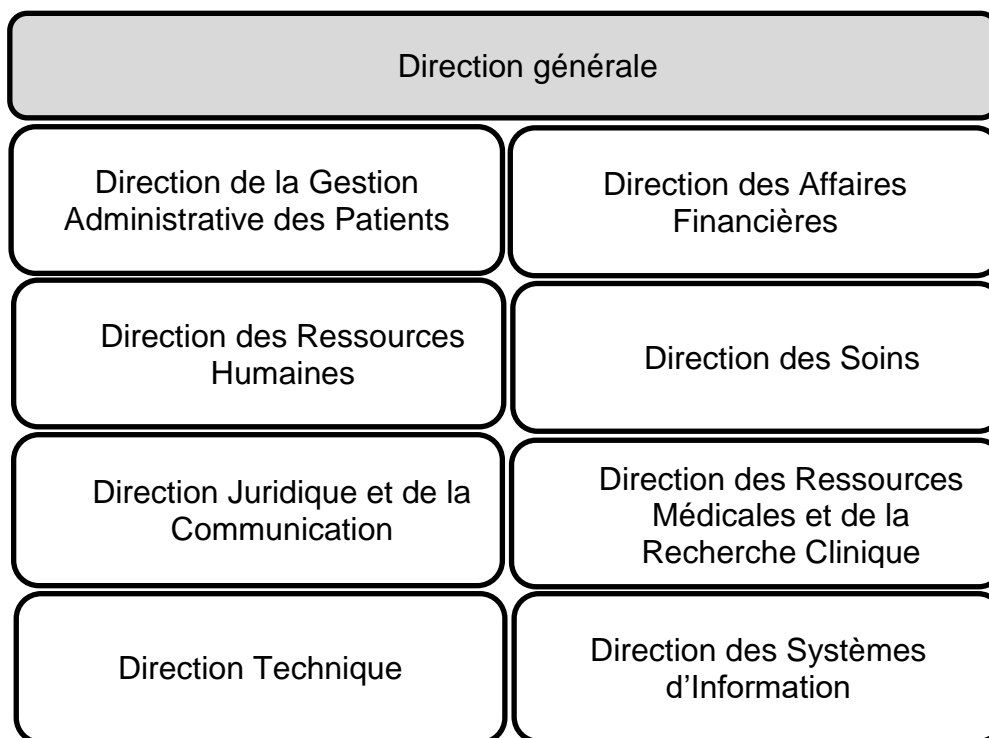 Direction générale
Direction de la Gestion
Administrative des Patients
Direction des Affaires
Financières
Direction des Ressources
Humaines
Direction des Soins
Direction Juridique et de la
Communication
Direction des Ressources
Médicales et de la
Recherche Clinique
Direction Technique
Direction des Systèmes
d’Information